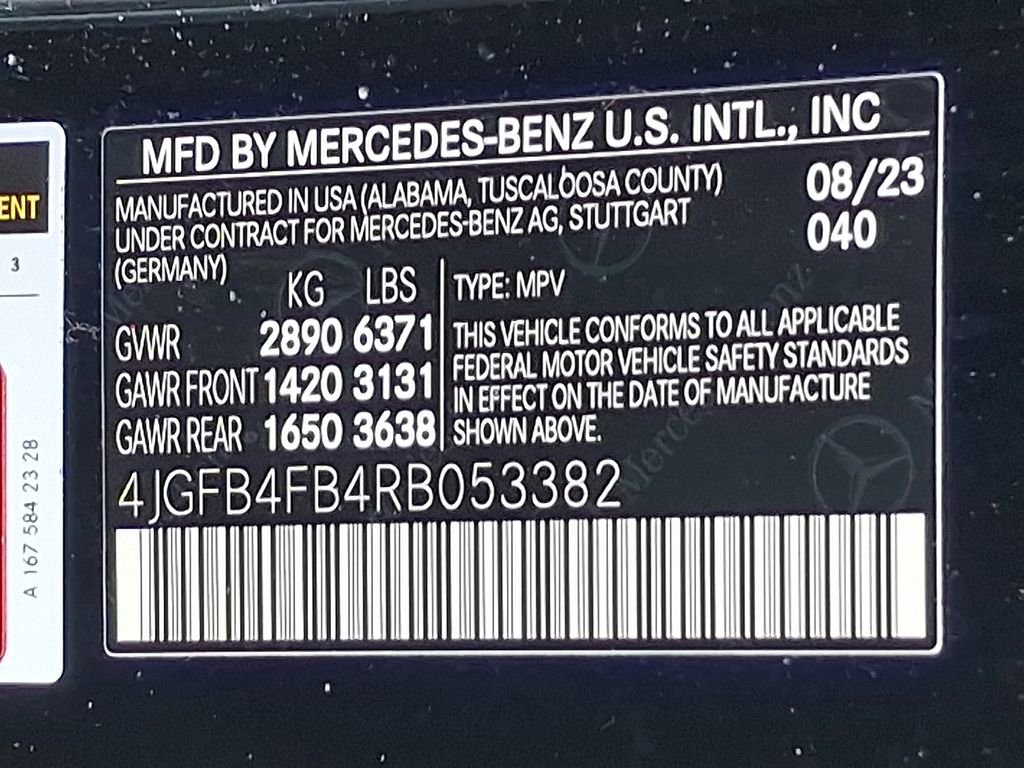 MFD BY MERCEDES-BENZ U.S. INTL., INC
MANUFACTURED IN USA (ALABAMA, TUSCALOOSA COUNTY)
UNDER CONTRACT FOR MERCEDES-BENZ AG, STUTTGART
(GERMANY)
08/23
040
KG LBS
GVWR 2890 6371
GAWR FRONT 1420 3131
GAWR REAR 1650 3638
TYPE: MPV
THIS VEHICLE CONFORMS TO ALL APPLICABLE
FEDERAL MOTOR VEHICLE SAFETY STANDARDS
IN EFFECT ON THE DATE OF MANUFACTURE
SHOWN ABOVE.
4JGFB4FB4RB053382
ENT
3
A 167 584 23 28